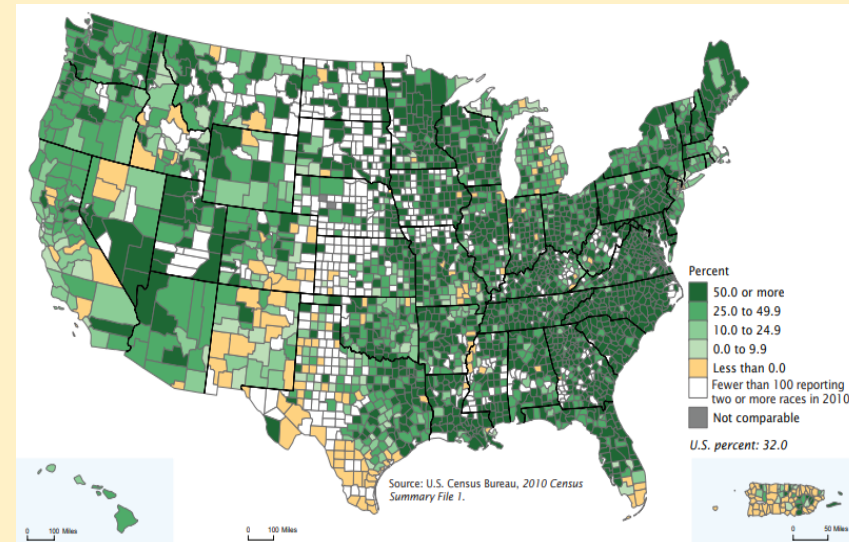 Percent
50.0 or more
25.0 to 49.9
10.0 to 24.9
0.0 to 9.9
Less than 0.0
Fewer than 100 reporting
two or more races in 2010
Not comparable
U.S. percent: 32.0
Source: U.S. Census Bureau, 2010 Census
Summary File 1.
0 100 Miles
0 100 Miles
0 50 Miles